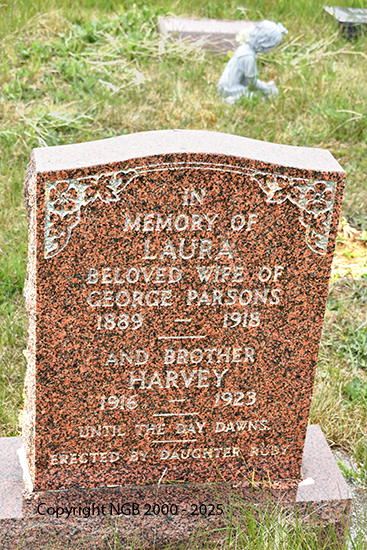 IN
MEMORY OF
LAURA
BELOVED WIFE OF
GEORGE PARSONS
1889 — 1918
AND BROTHER
HARVEY
1916 — 1923
UNTIL THE DAY DAWNS.
ERECTED BY DAUGHTER RUBY
Copyright NGB 2000 - 2025